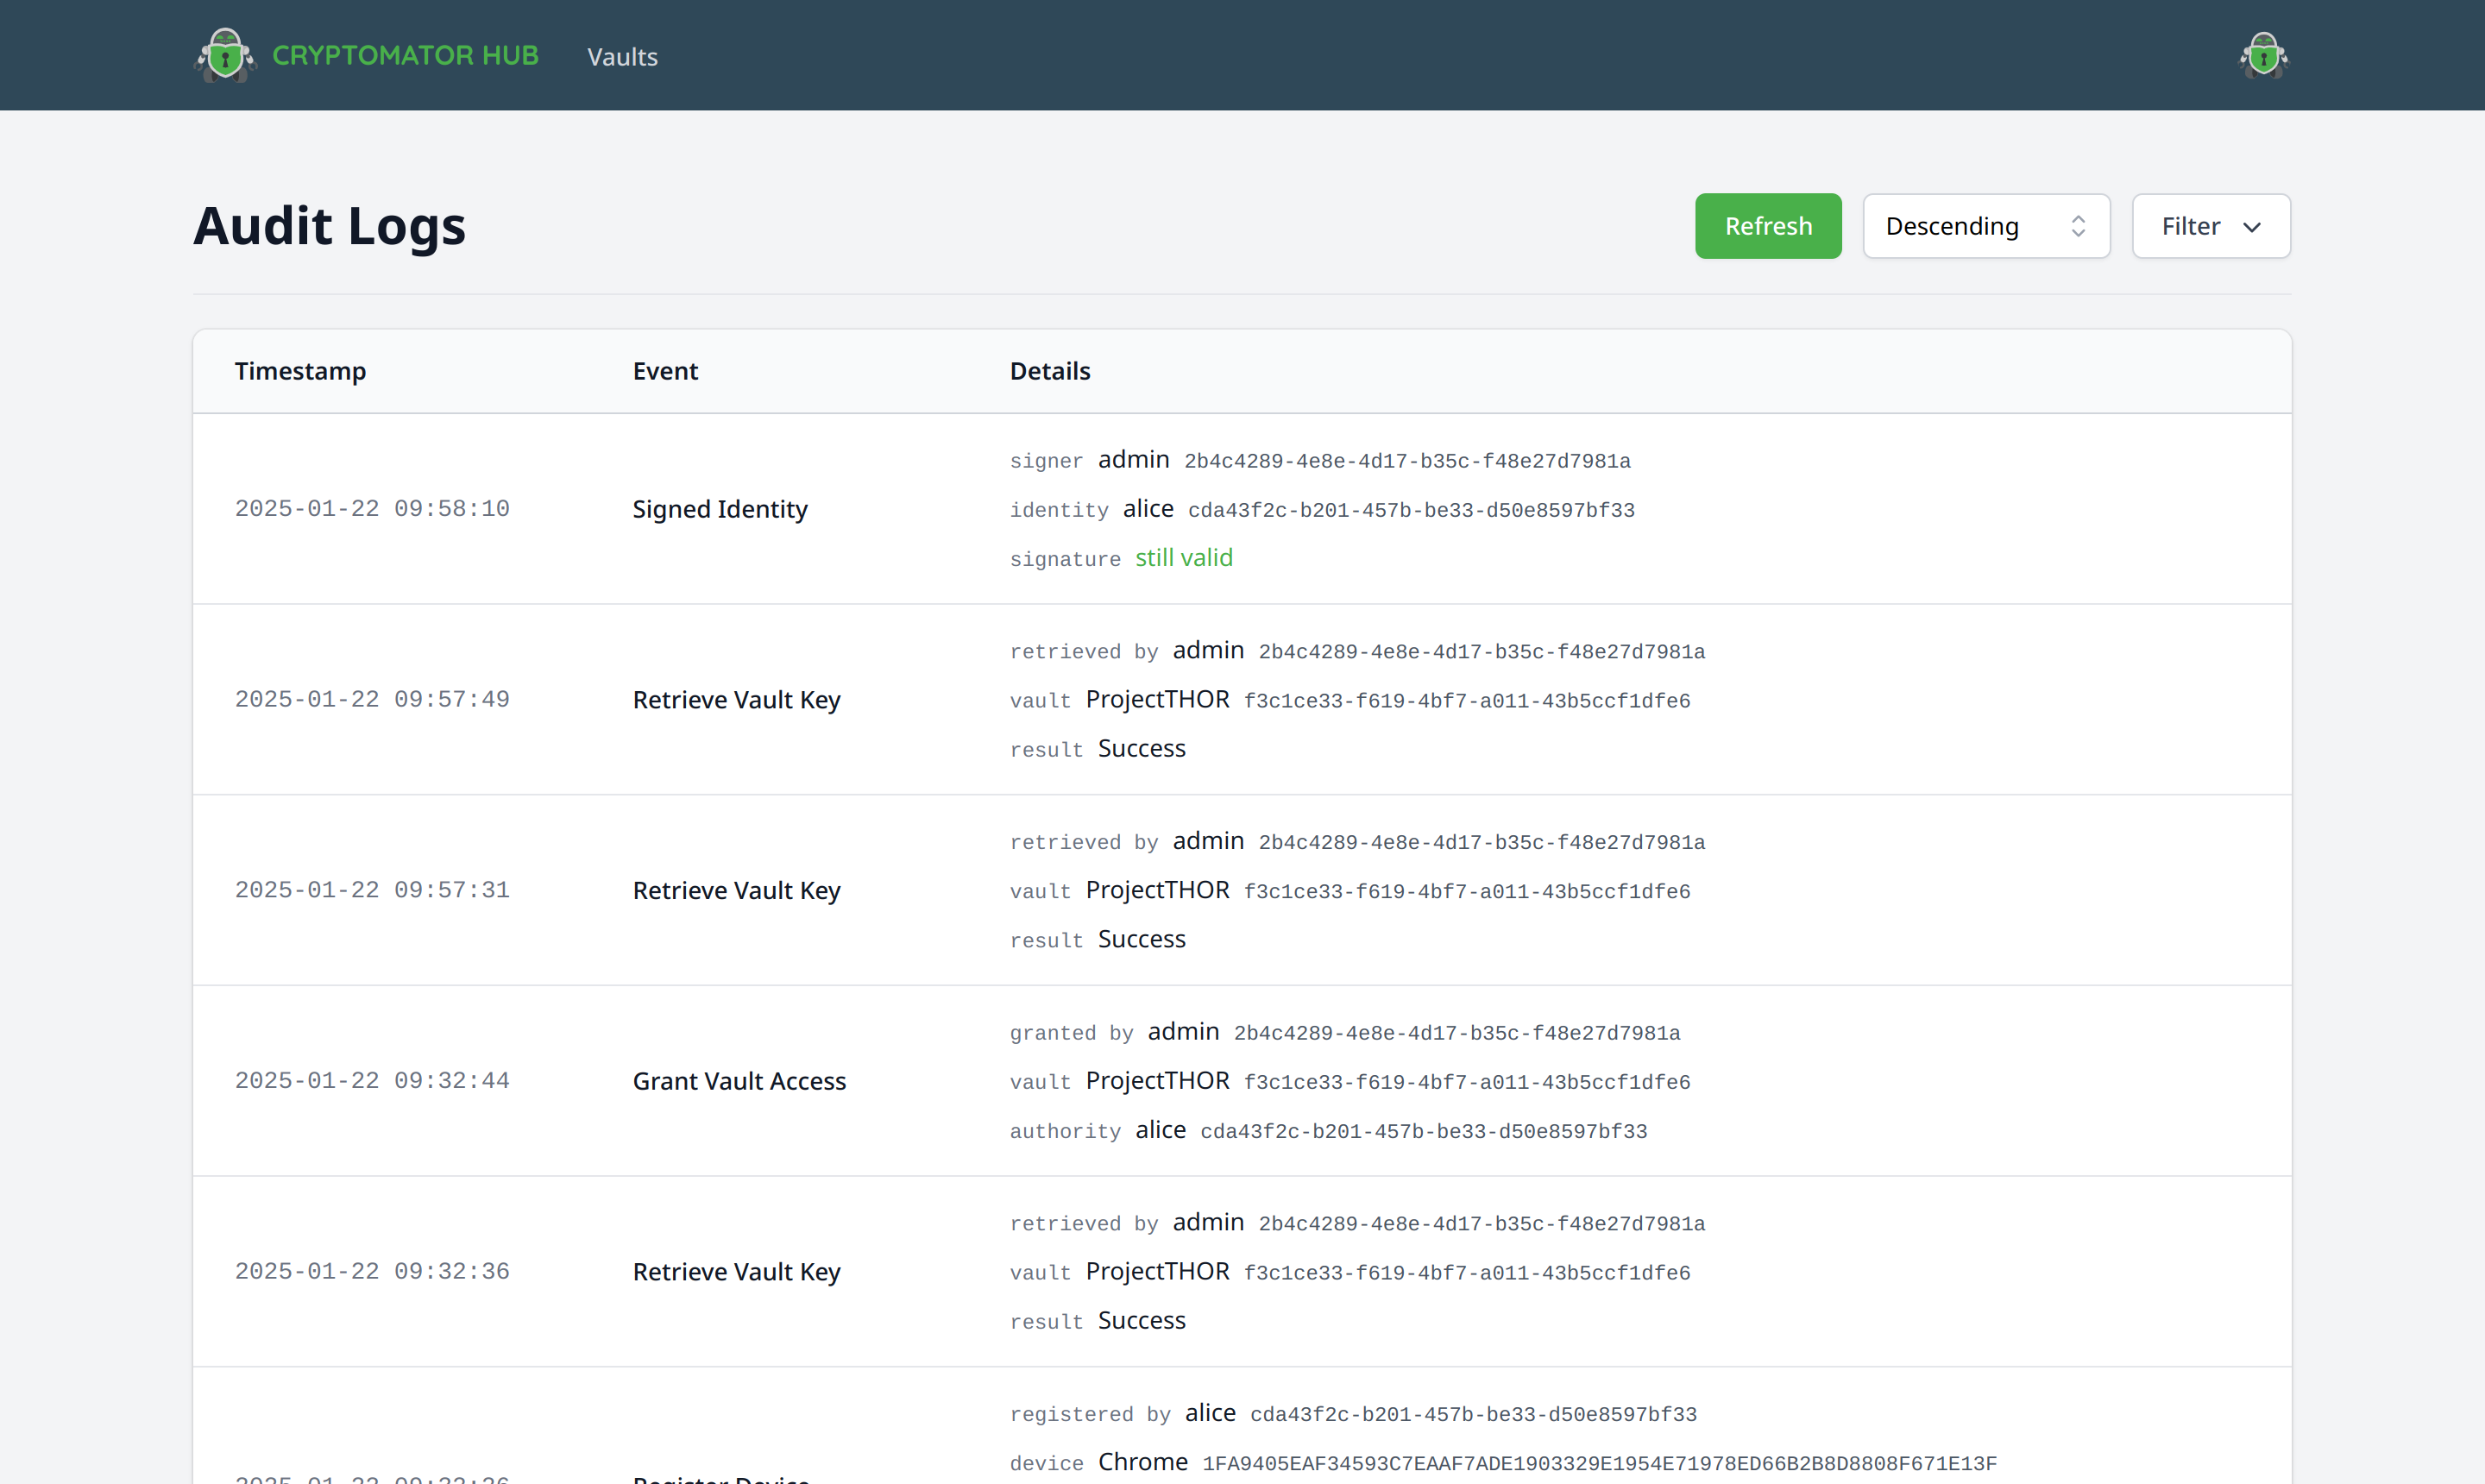 CRYPTOMATOR HUB Vaults
Audit Logs Refresh Descending Filter
Timestamp Event Details
signer admin 2b4c4289-4e8e-4d17-b35c-f48e27d7981a
2025-01-22 09:58:10 Signed Identity identity alice cda43f2c-b201-457b-be33-d50e8597bf33
signature still valid
retrieved by admin 2b4c4289-4e8e-4d17-b35c-f48e27d7981a
2025-01-22 09:57:49 Retrieve Vault Key vault ProjectTHOR f3c1ce33-f619-4bf7-a011-43b5ccf1dfe6
result Success
retrieved by admin 2b4c4289-4e8e-4d17-b35c-f48e27d7981a
2025-01-22 09:57:31 Retrieve Vault Key vault ProjectTHOR f3c1ce33-f619-4bf7-a011-43b5ccf1dfe6
result Success
granted by admin 2b4c4289-4e8e-4d17-b35c-f48e27d7981a
2025-01-22 09:32:44 Grant Vault Access vault ProjectTHOR f3c1ce33-f619-4bf7-a011-43b5ccf1dfe6
authority alice cda43f2c-b201-457b-be33-d50e8597bf33
retrieved by admin 2b4c4289-4e8e-4d17-b35c-f48e27d7981a
2025-01-22 09:32:36 Retrieve Vault Key vault ProjectTHOR f3c1ce33-f619-4bf7-a011-43b5ccf1dfe6
result Success
registered by alice cda43f2c-b201-457b-be33-d50e8597bf33
device Chrome 1FA9405EAF34593C7EAAF7ADE1903329E1954E71978ED66B2B8D8808F671E13F
Register Device